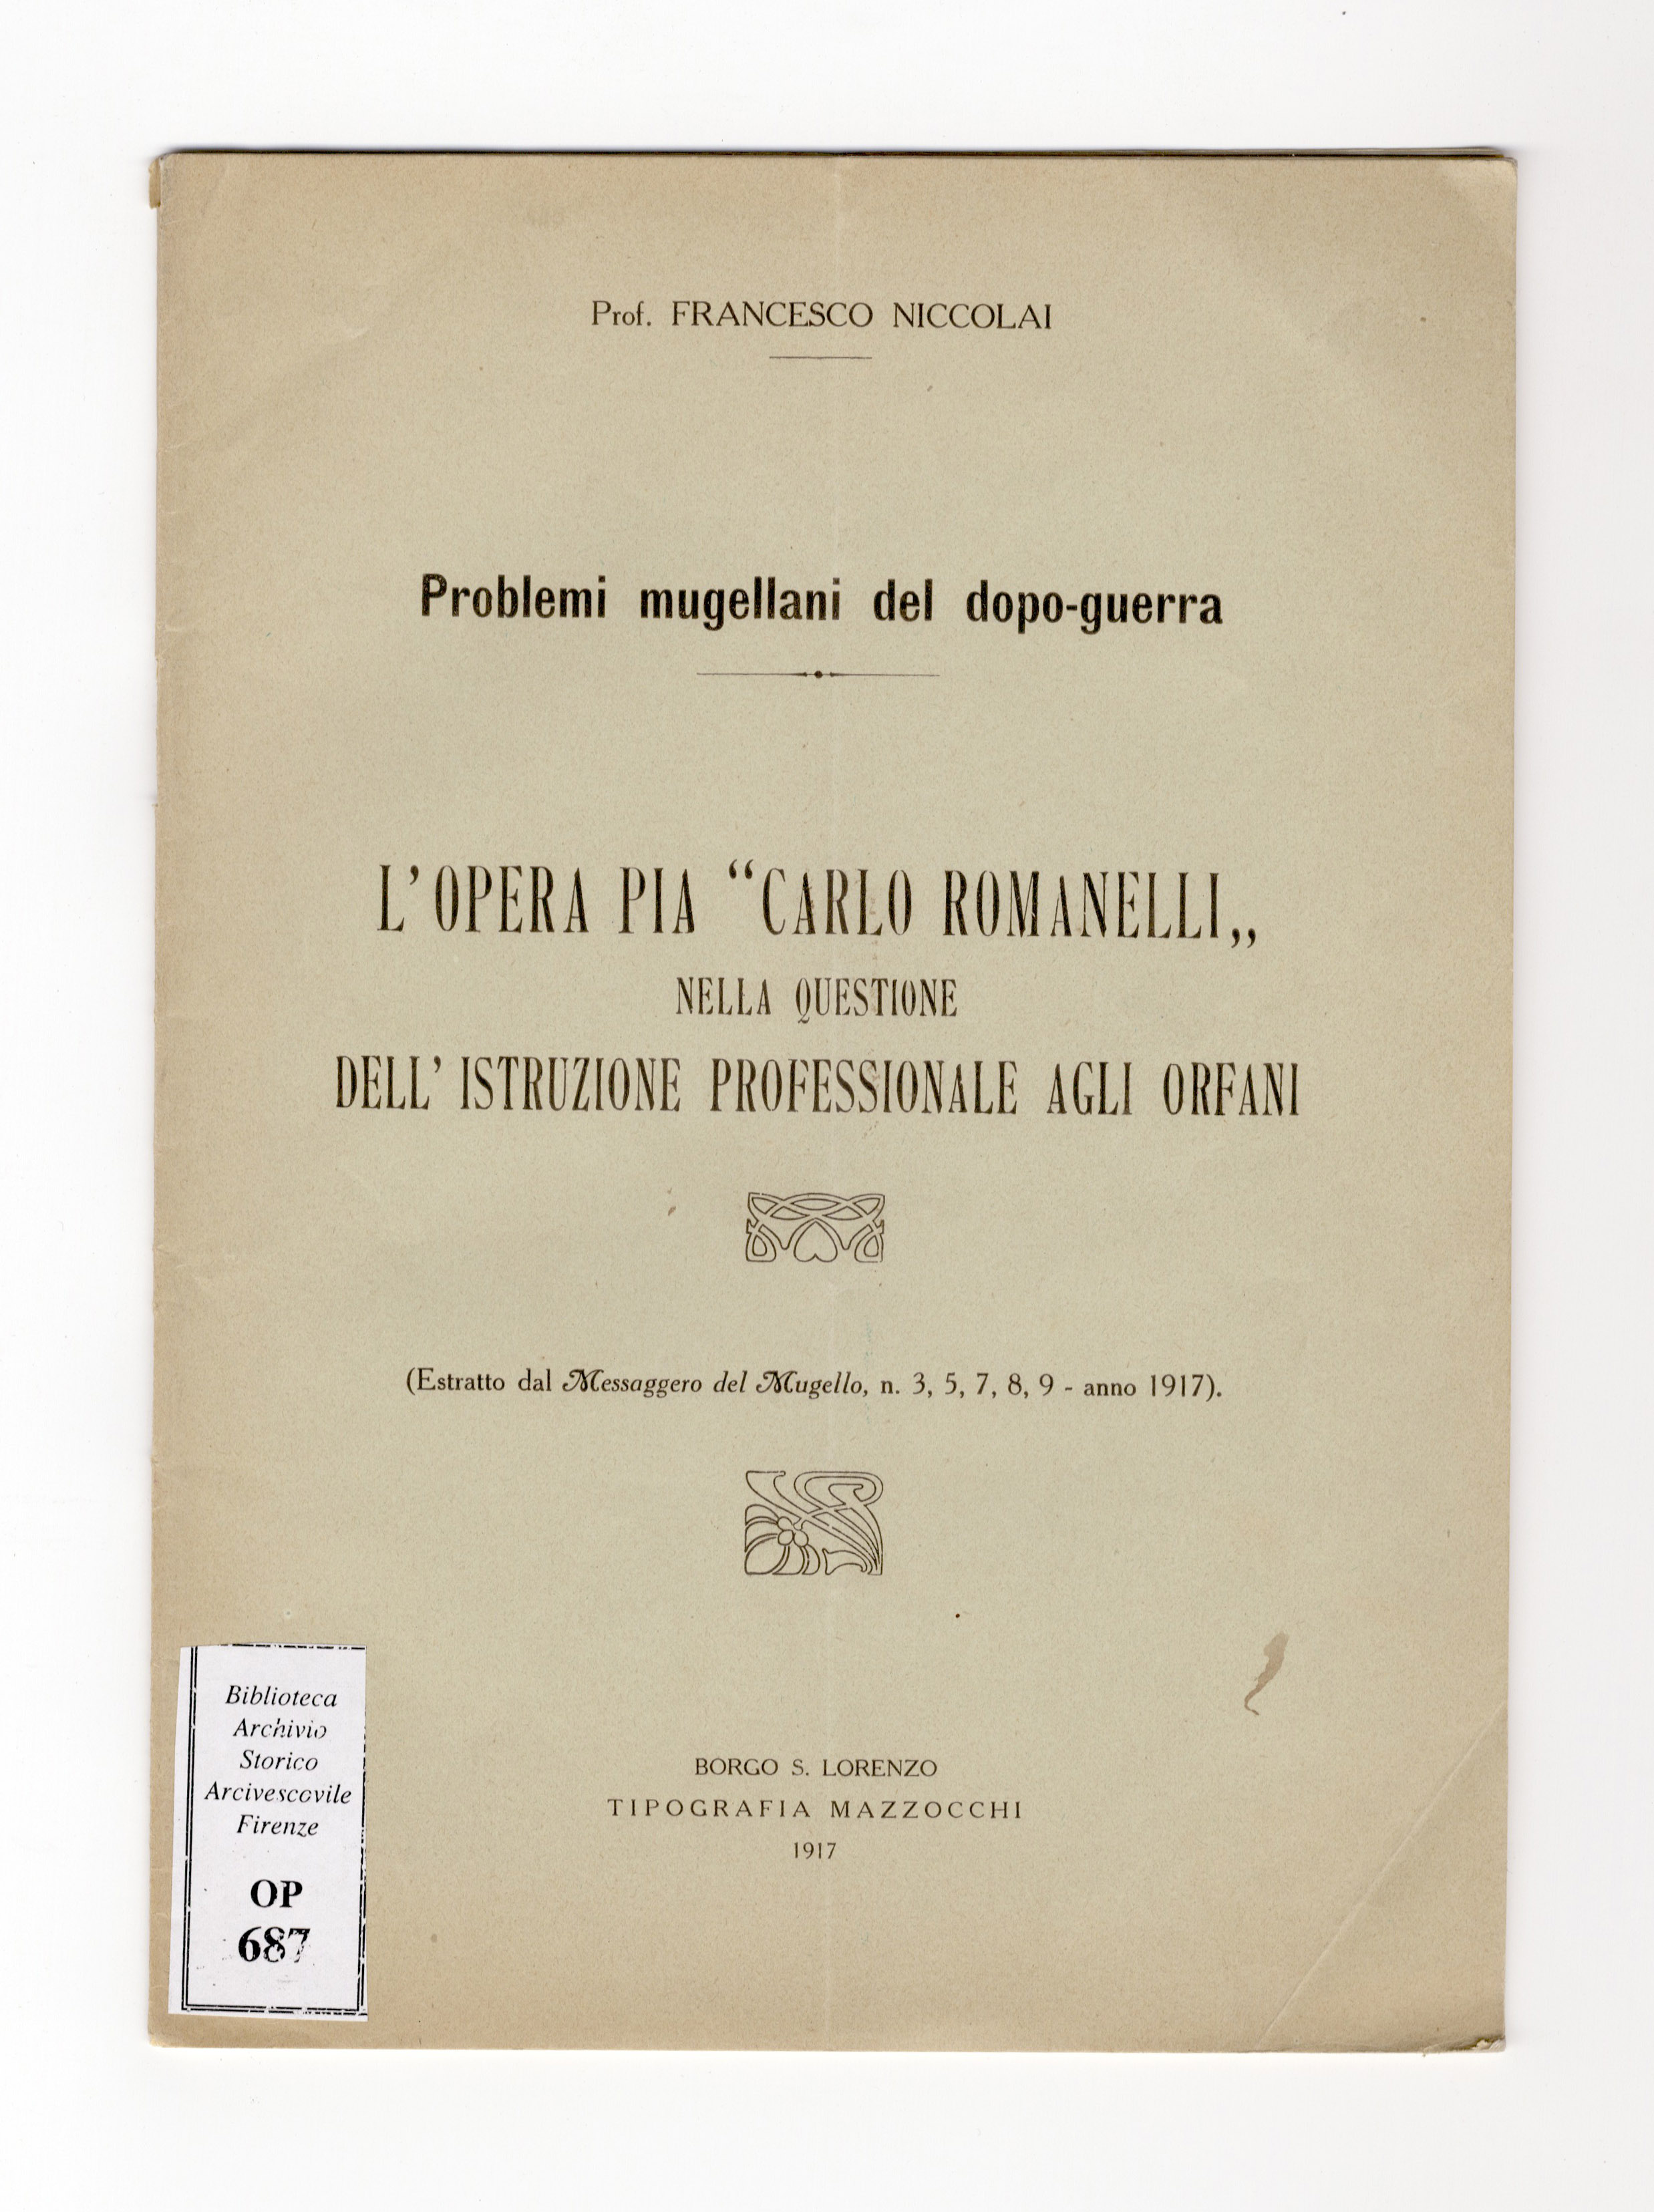 Prof. FRANCESCO NICCOLAI
Problemi mugellani del dopo-guerra
L'OPERA PIA “CARLO ROMANELLI„
NELLA QUESTIONE
DELL' ISTRUZIONE PROFESSIONALE AGLI ORFANI
(Estratto dal Messaggero del Mugello, n. 3, 5, 7, 8, 9 - anno 1917).
BORGO S. LORENZO
TIPOGRAFIA MAZZOCCHI
1917
Biblioteca
Archivio
Storico
Arcivescovile
Firenze
OP
687